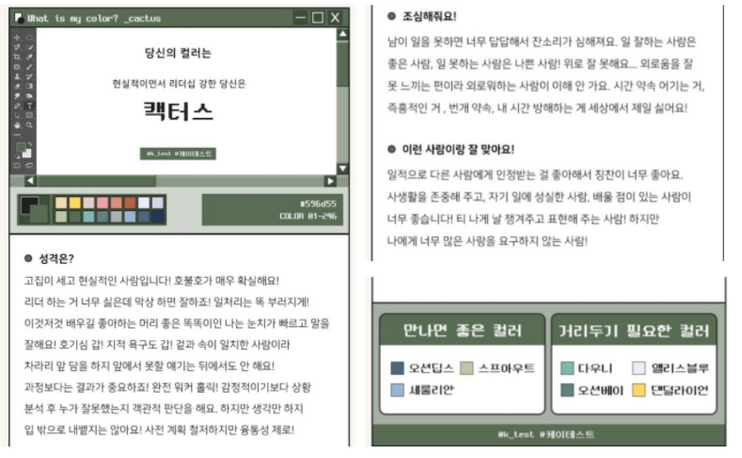 What is my color? _cactus
당신의 컬러는
현실적이면서 리더십 강한 당신은
캑터스
@k_test #케이테스트
#596d55
COLOR 01-246
성격은?
고집이 세고 현실적인 사람입니다! 호불호가 매우 확실해요!
리더 하는 거 너무 싫은데 막상 하면 잘하죠! 일처리는 똑 부러지게!
이것저것 배우길 좋아하는 머리 좋은 똑똑이인 나는 눈치가 빠르고 말을
잘해요! 호기심 갑! 지적 욕구도 갑! 겉과 속이 일치한 사람이라
차라리 앞 담을 하지 앞에서 못할 얘기는 뒤에서도 안 해요!
과정보다는 결과가 중요하죠! 완전 워커 홀릭! 감정적이기보다 상황
분석 후 누가 잘못했는지 객관적 판단을 해요. 하지만 생각만 하지
입 밖으로 내뱉지는 않아요! 사전 계획 철저하지만 융통성 제로!
조심해줘요!
남이 일을 못하면 너무 답답해서 잔소리가 심해져요. 일 잘하는 사람은
좋은 사람, 일 못하는 사람은 나쁜 사람! 위로 잘 못해요... 외로움을 잘
못 느끼는 편이라 외로워하는 사람이 이해 안 가요. 시간 약속 어기는 거,
즉흥적인 거 , 번개 약속, 내 시간 방해하는 게 세상에서 제일 싫어요!
이런 사람이랑 잘 맞아요!
일적으로 다른 사람에게 인정받는 걸 좋아해서 칭찬이 너무 좋아요.
사생활을 존중해 주고, 자기 일에 성실한 사람, 배울 점이 있는 사람이
너무 좋습니다! 티 나게 날 챙겨주고 표현해 주는 사람! 하지만
나에게 너무 많은 사랑을 요구하지 않는 사람!
만나면 좋은 컬러
오션딥스 스프아우트
세룰리안
거리두기 필요한 컬러
다우니 앨리스블루
오션베이 댄덜라이언
@k_test #케이테스트